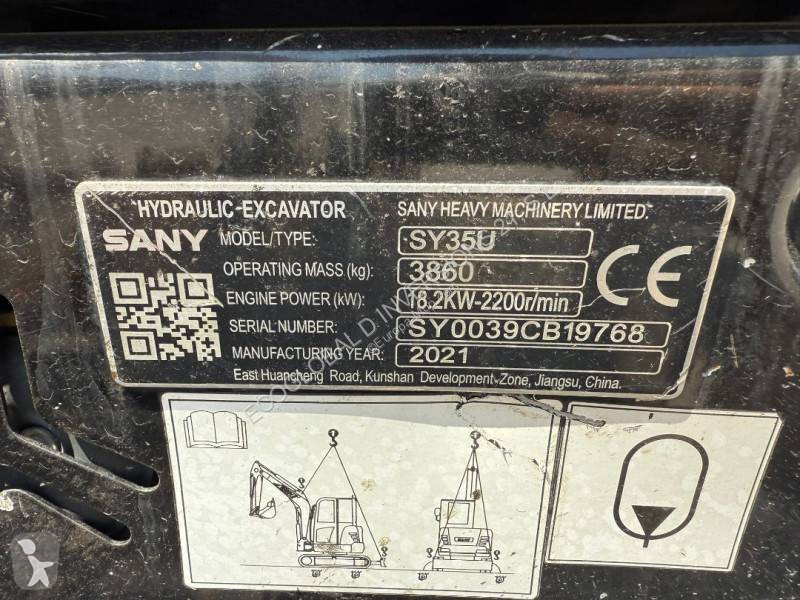 HYDRAULIC EXCAVATOR SANY HEAVY MACHINERY LIMITED.
SANY MODEL/TYPE: SY35U
OPERATING MASS (kg): 3860
ENGINE POWER (kW): 18.2KW-2200r/min
SERIAL NUMBER: SY0039CB19768
MANUFACTURING YEAR: 2021
CE
East Huancheng Road, Kunshan Development Zone, Jiangsu, China.